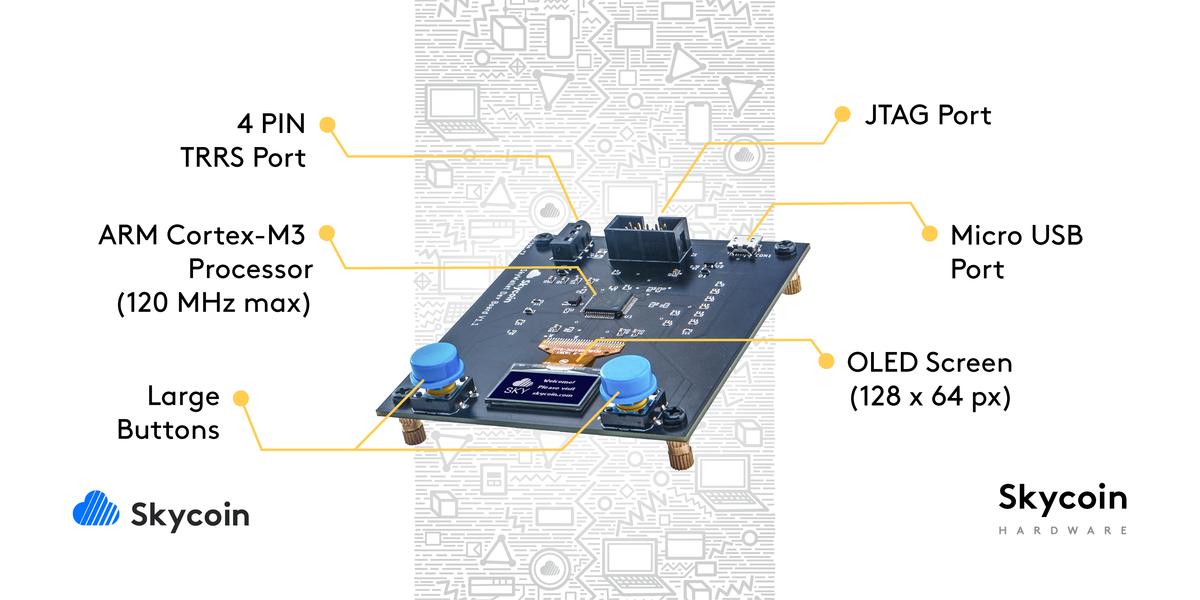 4 PIN
TRRS Port
ARM Cortex-M3
Processor
(120 MHz max)
Large
Buttons
JTAG Port
Micro USB
Port
OLED Screen
(128 x 64 px)
Skycoin
SKY
Welcome!
Please visit
skycoin.com
Skycoin
Skycoin
HARDWARE